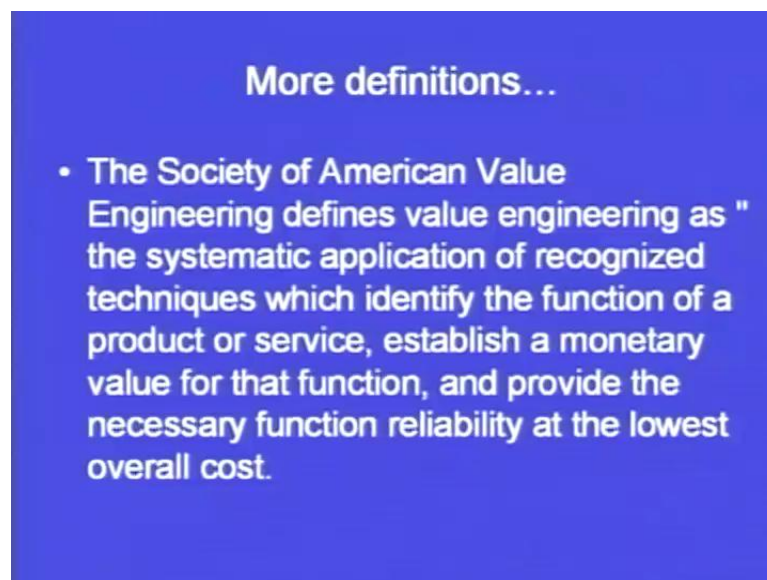 More definitions...
• The Society of American Value
Engineering defines value engineering as "
the systematic application of recognized
techniques which identify the function of a
product or service, establish a monetary
value for that function, and provide the
necessary function reliability at the lowest
overall cost.